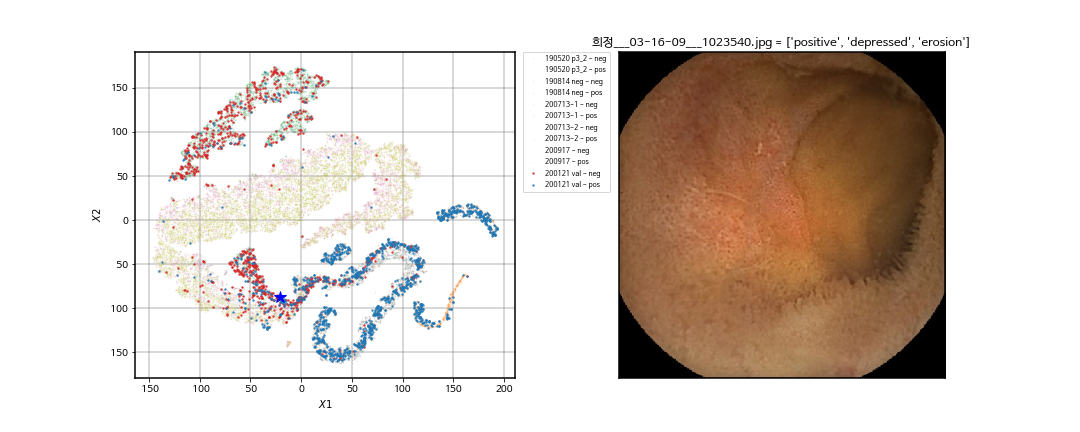 희정___03-16-09___1023540.jpg = ['positive', 'depressed', 'erosion']
190520 p3_2 - neg
190520 p3_2 - pos
190814 neg - neg
190814 neg - pos
200713-1 - neg
200713-1 - pos
200713-2 - neg
200713-2 - pos
200917 - neg
200917 - pos
200121 val - neg
200121 val - pos
X2
150
100
50
0
50
100
150
150 100 50 0 50 100 150 200
X1